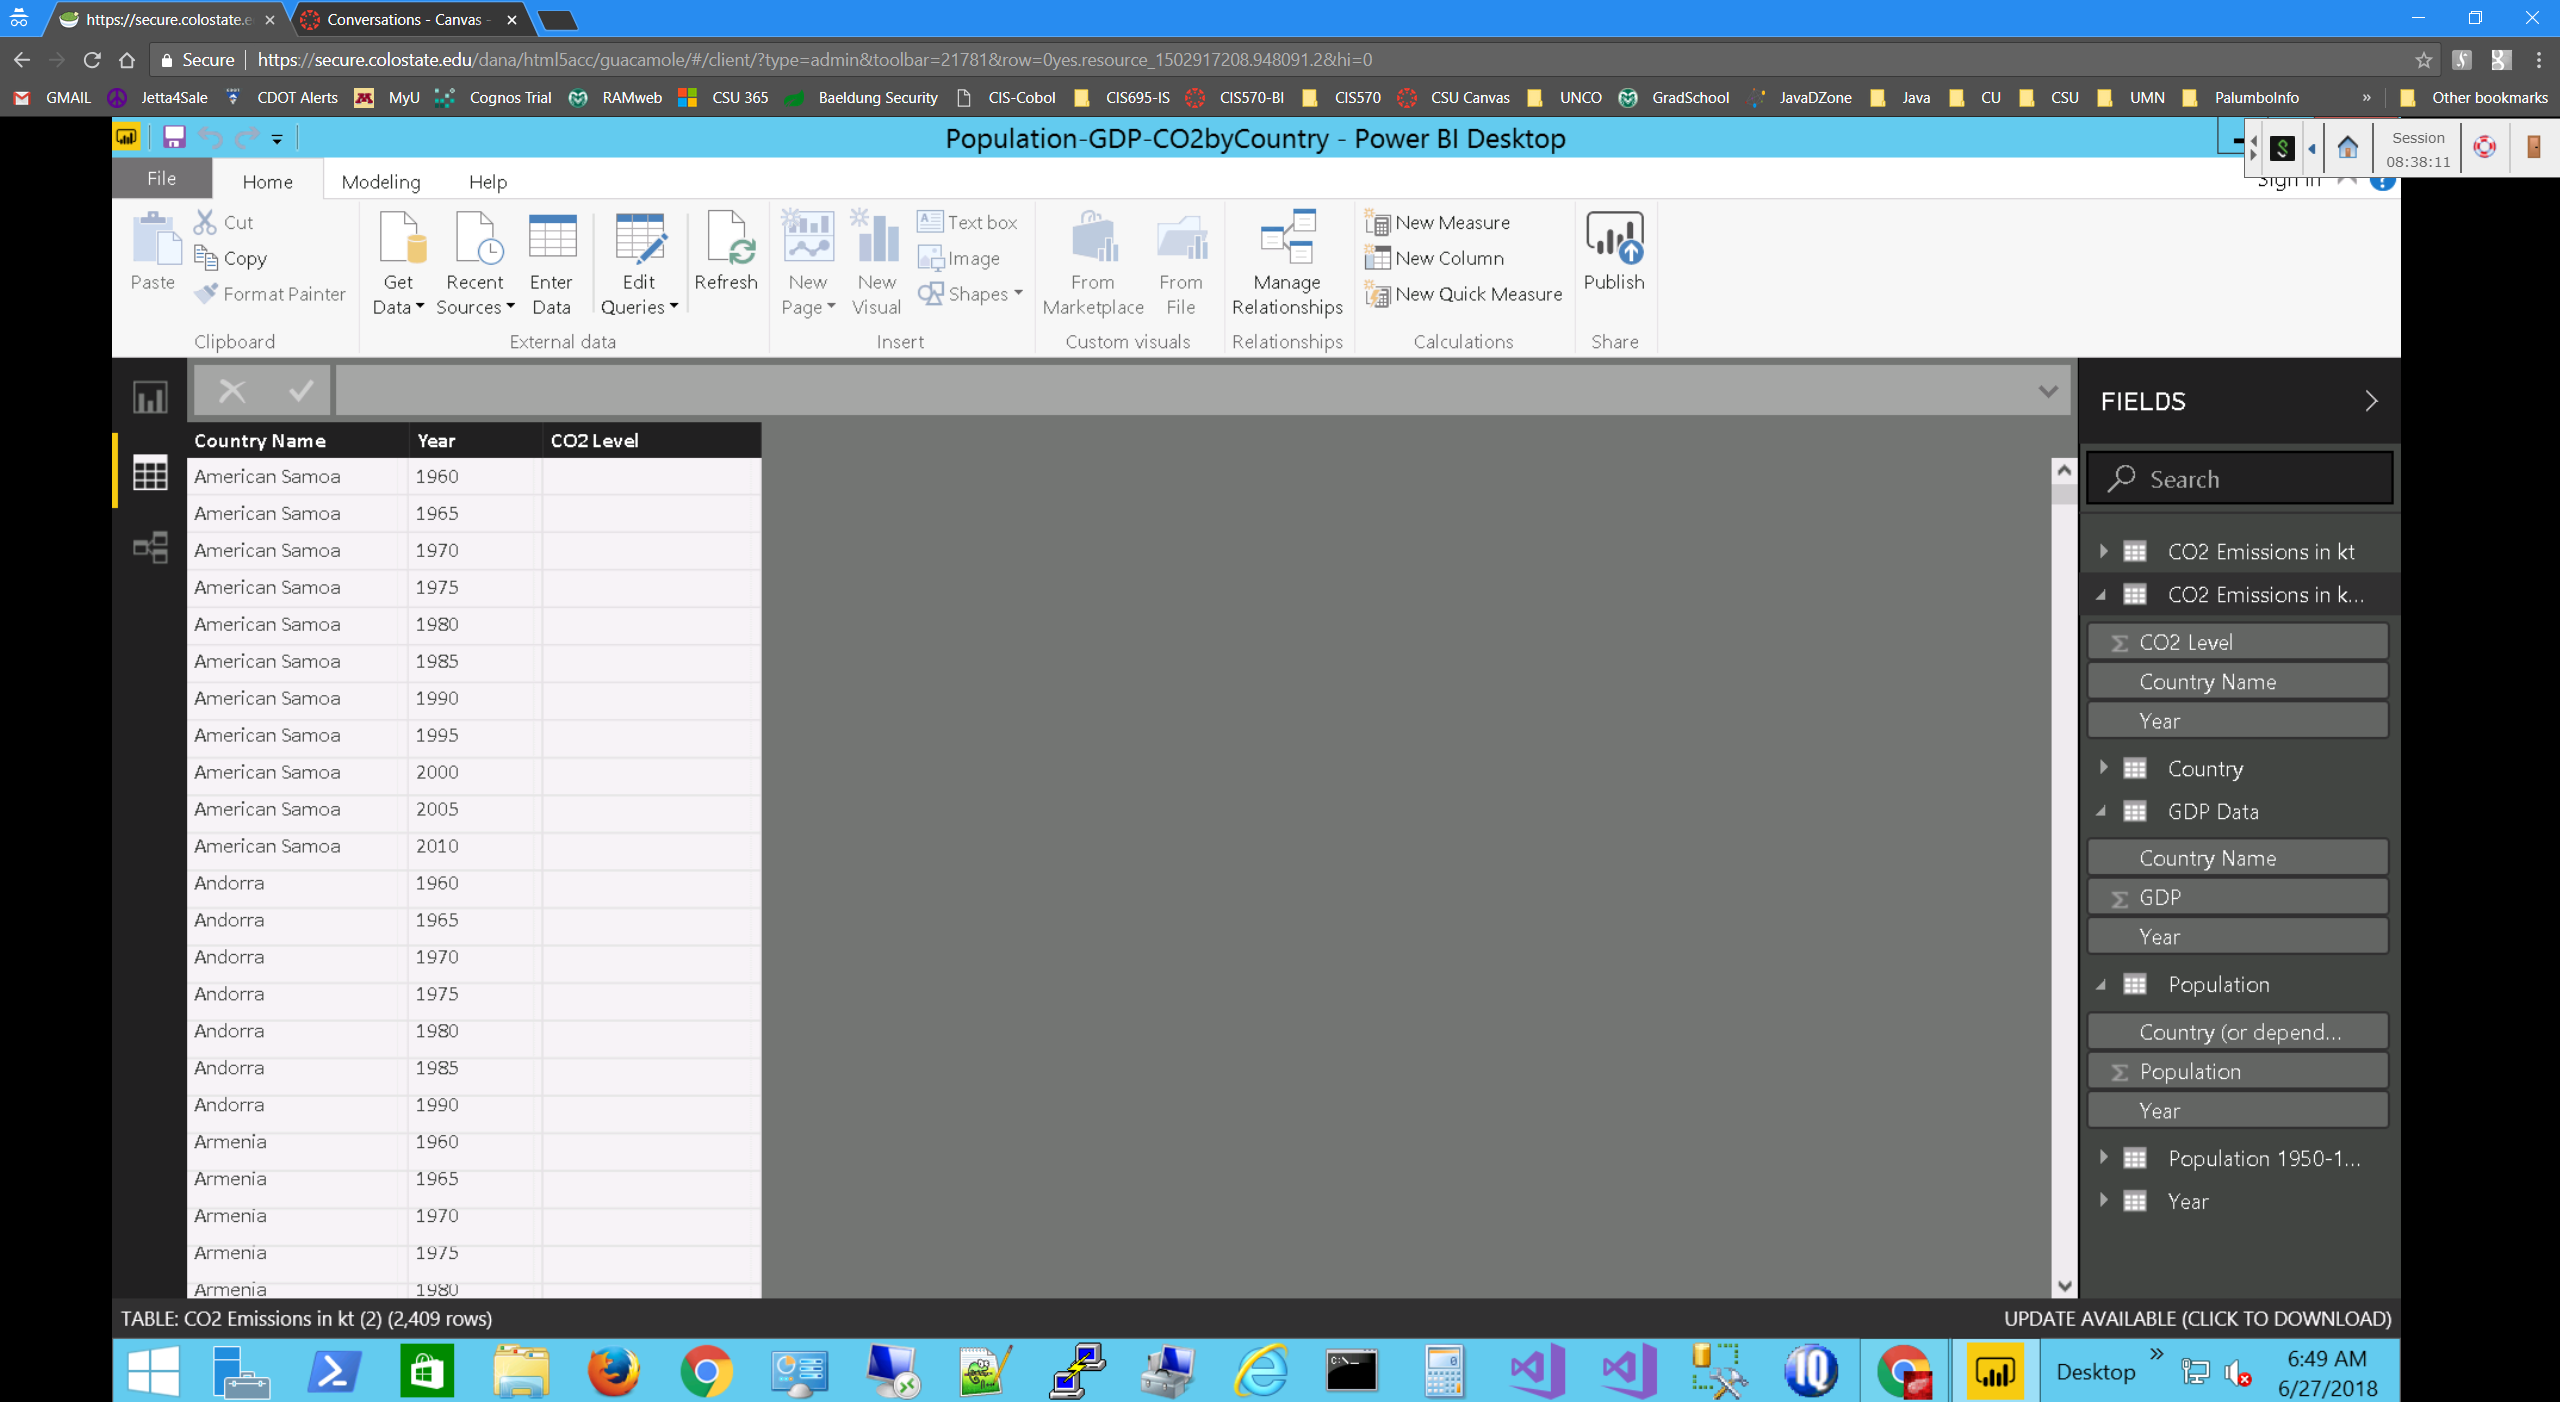 https://secure.colostate.e
Conversations - Canvas -
Secure https://secure.colostate.edu/dana/html5acc/guacamole/#/client/?type=admin&toolbar=21781&row=0yes.resource_1502917208.948091.2&hi=0
GMAIL Jetta4Sale CDOT Alerts MyU Cognos Trial RAMweb CSU 365 Baeldung Security CIS-Cobol CIS695-IS CIS570-BI CIS570 CSU Canvas UNCO GradSchool JavaDZone Java CU CSU UMN PalumboInfo » Other bookmarks
Population-GDP-CO2byCountry - Power BI Desktop
Session
08:38:11
File Home Modeling Help
Sign in
Paste
Cut
Copy
Format Painter
Clipboard
Get Data
Recent Sources
Enter Data
Edit Queries
Refresh
External data
New Page
New Visual
Text box
Image
Shapes
Insert
From Marketplace
From File
Custom visuals
Manage Relationships
Relationships
New Measure
New Column
New Quick Measure
Calculations
Publish
Share
Country Name Year CO2 Level
American Samoa 1960
American Samoa 1965
American Samoa 1970
American Samoa 1975
American Samoa 1980
American Samoa 1985
American Samoa 1990
American Samoa 1995
American Samoa 2000
American Samoa 2005
American Samoa 2010
Andorra 1960
Andorra 1965
Andorra 1970
Andorra 1975
Andorra 1980
Andorra 1985
Andorra 1990
Armenia 1960
Armenia 1965
Armenia 1970
Armenia 1975
Armenia 1980
FIELDS
Search
CO2 Emissions in kt
CO2 Emissions in k...
CO2 Level
Country Name
Year
Country
GDP Data
Country Name
GDP
Year
Population
Country (or depend...
Population
Year
Population 1950-1...
Year
TABLE: CO2 Emissions in kt (2) (2,409 rows)
UPDATE AVAILABLE (CLICK TO DOWNLOAD)
Desktop »
6:49 AM
6/27/2018